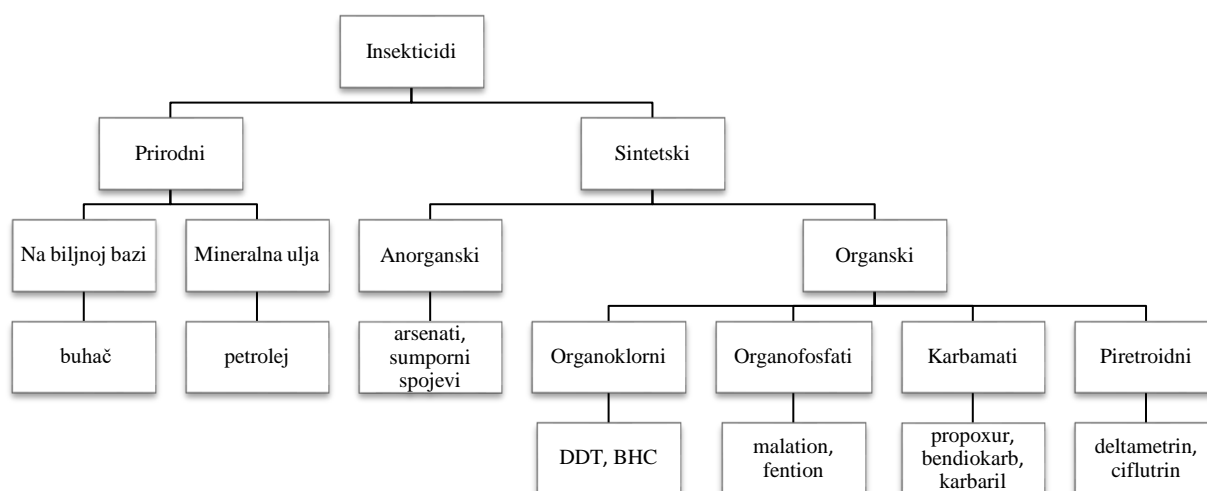 Insekticidi
Prirodni
Sintetski
Na biljnoj bazi
Mineralna ulja
Anorganski
Organski
buhač
petrolej
arsenati,
sumporni
spojevi
Organoklorni
Organofosfati
Karbamati
Piretroidni
DDT, BHC
malation,
fention
propoxur,
bendiokarb,
karbaril
deltametrin,
ciflutrin